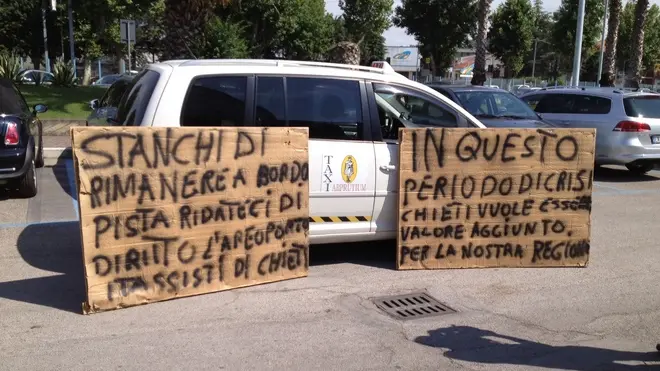 STANCHI DI
RIMANERE A BORDO
PISTA RIDATECI DI
DIRITTO L'AREOPORTO
I TASSISTI DI CHIETI
TAXI
ARPRUTIUM
IN QUESTO
PERIODO DI CRISI
CHIETI VUOLE ESSERE
VALORE AGGIUNTO.
PER LA NOSTRA REGIONE